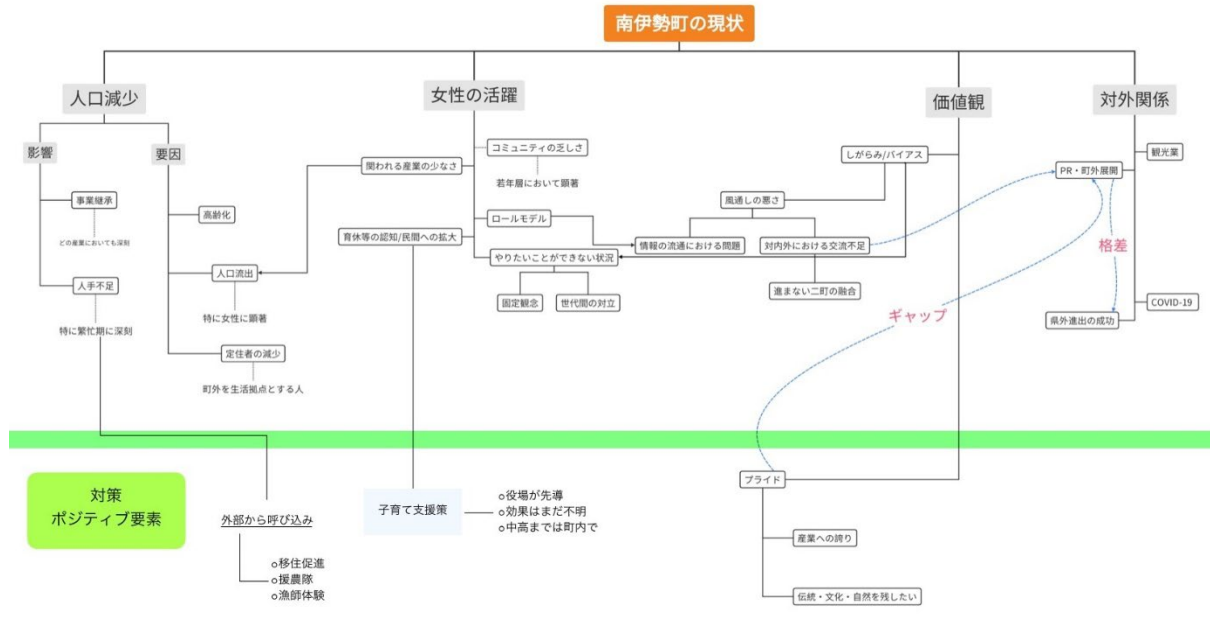 南伊勢町の現状
人口減少
影響
事業継承
どの産業においても深刻
人手不足
特に繁忙期に深刻
要因
高齢化
人口流出
特に女性に顕著
定住者の減少
町外を生活拠点とする人
女性の活躍
コミュニティの乏しさ
若年層において顕著
関われる産業の少なさ
ロールモデル
育休等の認知/民間への拡大
やりたいことができない状況
固定観念
世代間の対立
価値観
しがらみ/バイアス
風通しの悪さ
情報の流通における問題
対内外における交流不足
進まない二町の融合
対外関係
観光業
PR・町外展開
格差
COVID-19
県外進出の成功
ギャップ
対策
ポジティブ要素
外部から呼び込み
○移住促進
○援農隊
○漁師体験
子育て支援策
○役場が先導
○効果はまだ不明
○中高までは町内で
プライド
産業への誇り
伝統・文化・自然を残したい